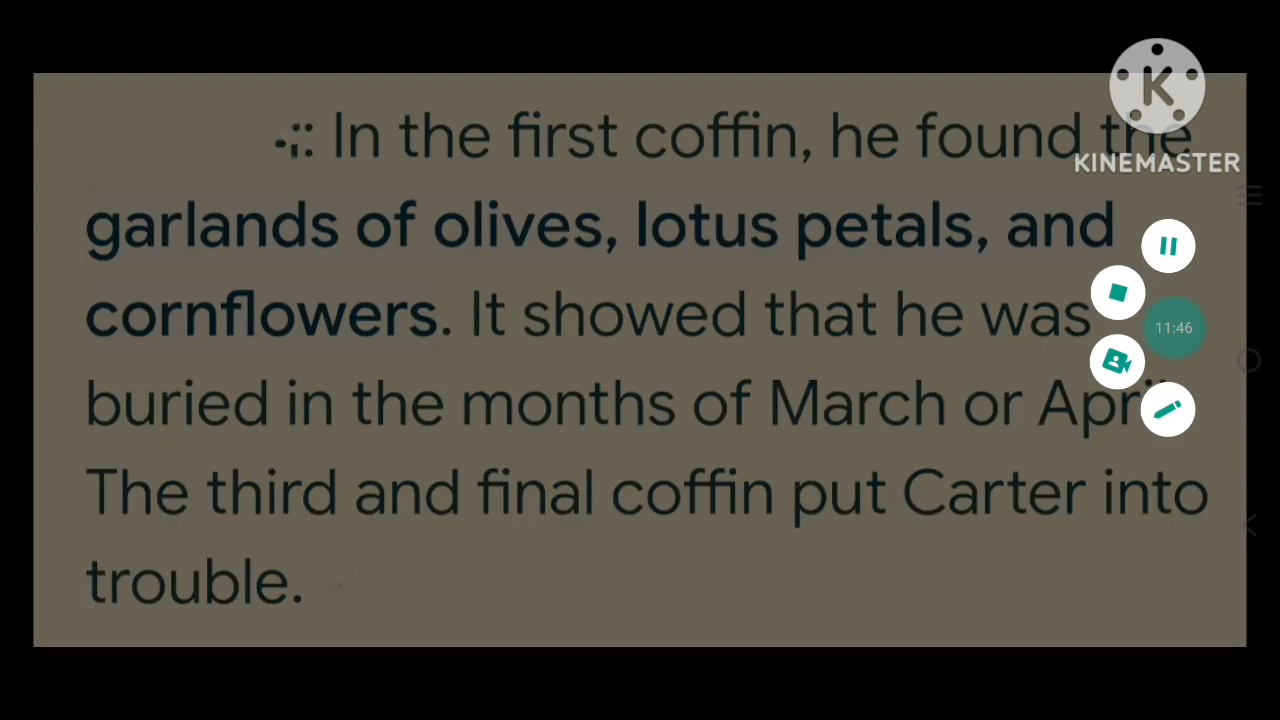 : In the first coffin, he found the
garlands of olives, lotus petals, and
cornflowers. It showed that he was
buried in the months of March or April.
The third and final coffin put Carter into
trouble.
K
KINEMASTER
11:46